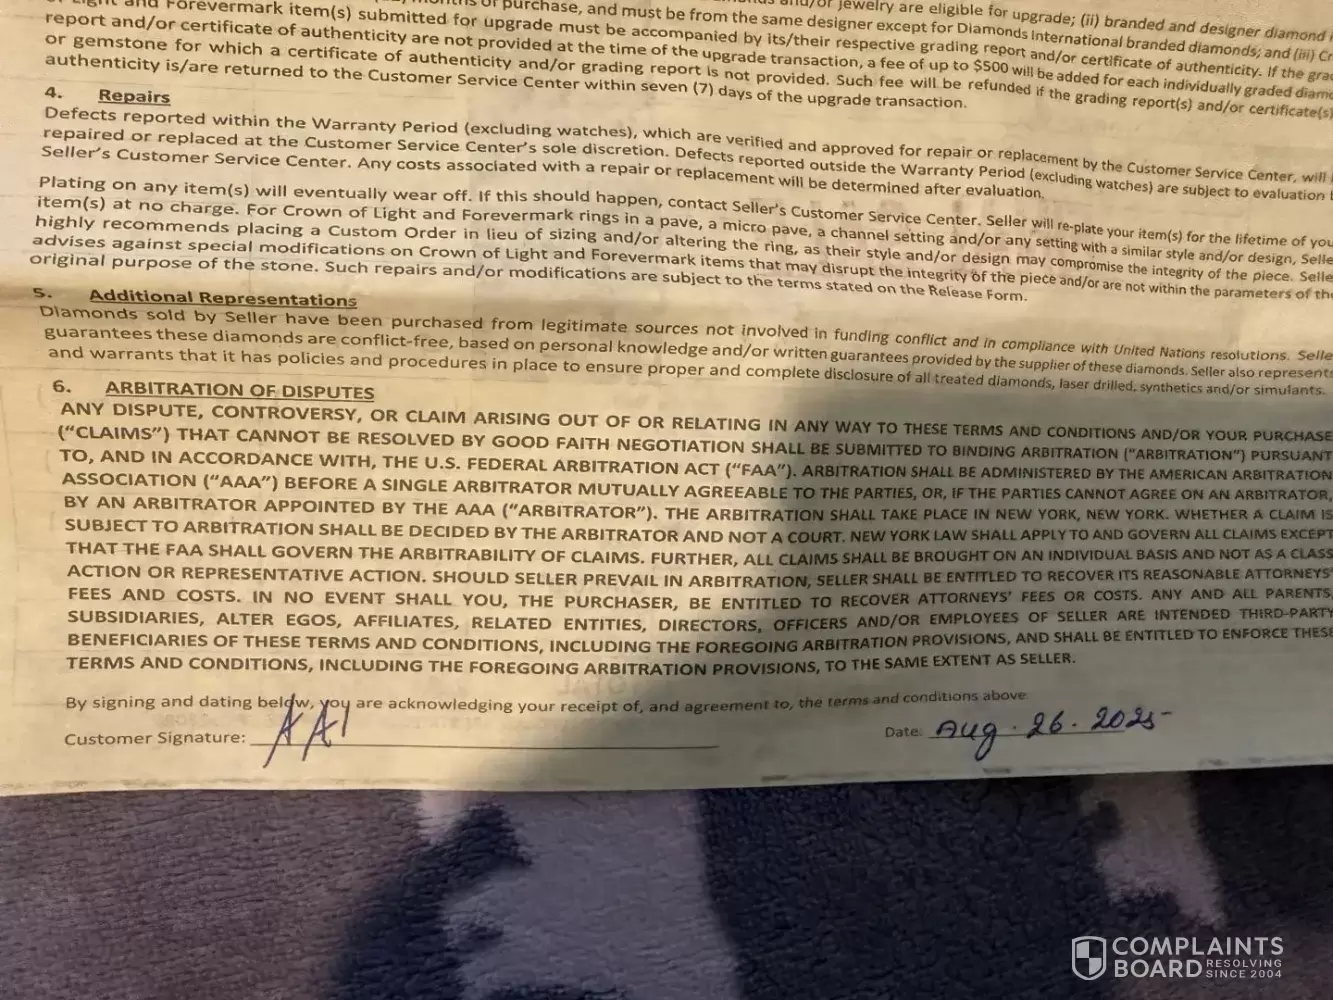 of Light and Forevermark item(s) submitted for upgrade must be accompanied by its/their respective grading report and/or certificate of authenticity. If the
of purchase, and must be from the same designer except for Diamonds International branded diamonds; and (iii)
and/or jewelry are eligible for upgrade; (ii) branded and designer diamond
report and/or certificate of authenticity are not provided at the time of the upgrade transaction, a fee of up to $500 will be added for each individually graded
or gemstone for which a certificate of authenticity and/or grading report is not provided. Such fee will be refunded if the grading report(s) and/or certificate(s)
authenticity is/are returned to the Customer Service Center within seven (7) days of the upgrade transaction.
4. Repairs
Defects reported within the Warranty Period (excluding watches), which are verified and approved for repair or replacement by the Customer Service Center, will
repaired or replaced at the Customer Service Center's sole discretion. Defects reported outside the Warranty Period (excluding watches) are subject to evaluation
Seller's Customer Service Center. Any costs associated with a repair or replacement will be determined after evaluation.
Plating on any item(s) will eventually wear off. If this should happen, contact Seller's Customer Service Center. Seller will re-plate your item(s) for the lifetime of
item(s) at no charge. For Crown of Light and Forevermark rings in a pave, a micro pave, a channel setting and/or any setting with a similar style and/or design,
highly recommends placing a Custom Order in lieu of sizing and/or altering the ring, as their style and/or design may compromise the integrity of the piece.
advises against special modifications on Crown of Light and Forevermark items that may disrupt the integrity of the piece and/or are not within the parameters of
original purpose of the stone. Such repairs and/or modifications are subject to the terms stated on the Release Form.
5. Additional Representations
Diamonds sold by Seller have been purchased from legitimate sources not involved in funding conflict and in compliance with United Nations resolutions.
guarantees these diamonds are conflict-free, based on personal knowledge and/or written guarantees provided by the supplier of these diamonds. Seller also represents
and warrants that it has policies and procedures in place to ensure proper and complete disclosure of all treated diamonds, laser drilled, synthetics and/or simulants.
6. ARBITRATION OF DISPUTES
ANY DISPUTE, CONTROVERSY, OR CLAIM ARISING OUT OF OR RELATING IN ANY WAY TO THESE TERMS AND CONDITIONS AND/OR YOUR PURCHASE
("CLAIMS") THAT CANNOT BE RESOLVED BY GOOD FAITH NEGOTIATION SHALL BE SUBMITTED TO BINDING ARBITRATION ("ARBITRATION") PURSUANT
TO, AND IN ACCORDANCE WITH, THE U.S. FEDERAL ARBITRATION ACT ("FAA"). ARBITRATION SHALL BE ADMINISTERED BY THE AMERICAN ARBITRATION
ASSOCIATION ("AAA") BEFORE A SINGLE ARBITRATOR MUTUALLY AGREEABLE TO THE PARTIES, OR, IF THE PARTIES CANNOT AGREE ON AN ARBITRATOR,
BY AN ARBITRATOR APPOINTED BY THE AAA ("ARBITRATOR"). THE ARBITRATION SHALL TAKE PLACE IN NEW YORK, NEW YORK. WHETHER A CLAIM IS
SUBJECT TO ARBITRATION SHALL BE DECIDED BY THE ARBITRATOR AND NOT A COURT. NEW YORK LAW SHALL APPLY TO AND GOVERN ALL CLAIMS EXCEPT
THAT THE FAA SHALL GOVERN THE ARBITRABILITY OF CLAIMS. FURTHER, ALL CLAIMS SHALL BE BROUGHT ON AN INDIVIDUAL BASIS AND NOT AS A CLASS
ACTION OR REPRESENTATIVE ACTION. SHOULD SELLER PREVAIL IN ARBITRATION, SELLER SHALL BE ENTITLED TO RECOVER ITS REASONABLE ATTORNEYS'
FEES AND COSTS. IN NO EVENT SHALL YOU, THE PURCHASER, BE ENTITLED TO RECOVER ATTORNEYS' FEES OR COSTS. ANY AND ALL PARENTS,
SUBSIDIARIES, ALTER EGOS, AFFILIATES, RELATED ENTITIES, DIRECTORS, OFFICERS AND/OR EMPLOYEES OF SELLER ARE INTENDED THIRD-PARTY
BENEFICIARIES OF THESE TERMS AND CONDITIONS, INCLUDING THE FOREGOING ARBITRATION PROVISIONS, AND SHALL BE ENTITLED TO ENFORCE THESE
TERMS AND CONDITIONS, INCLUDING THE FOREGOING ARBITRATION PROVISIONS, TO THE SAME EXTENT AS SELLER.
By signing and dating below, you are acknowledging your receipt of, and agreement to, the terms and conditions above
Customer Signature:
Date: Aug. 26. 2025
COMPLAINTS
BOARD RESOLVING SINCE 2004